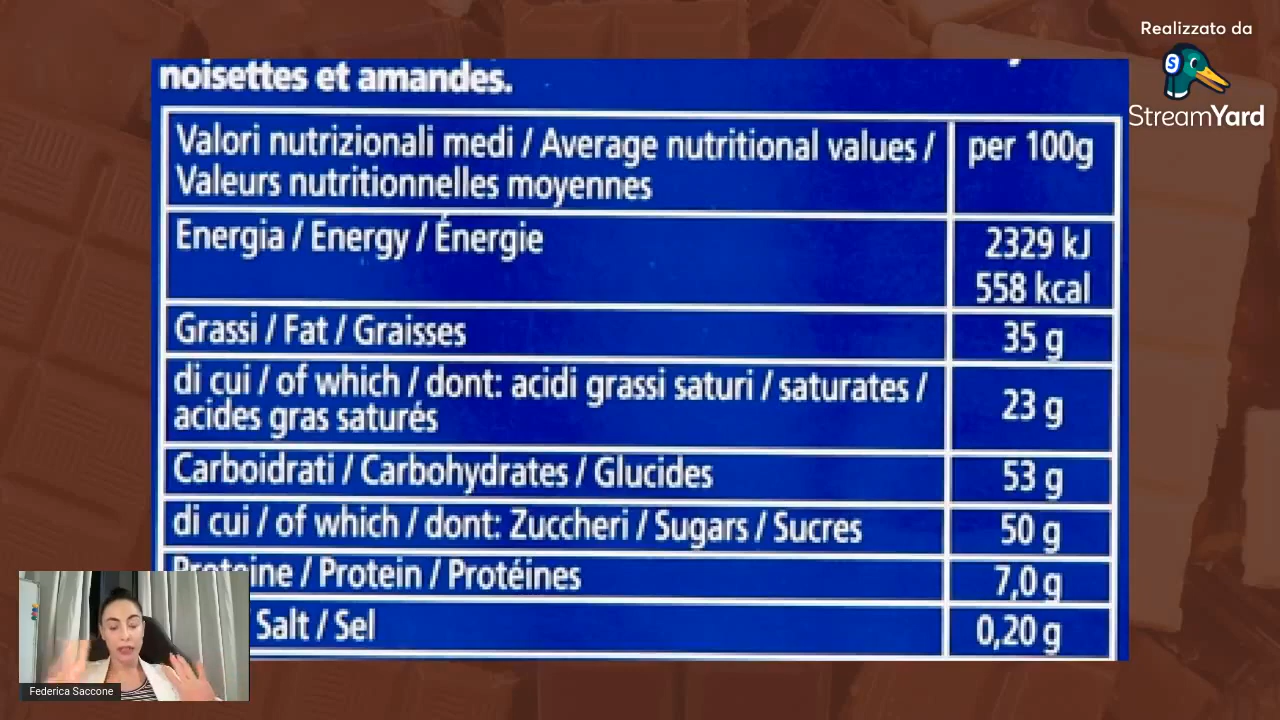 Realizzato da
StreamYard
noisettes et amandes.
Valori nutrizionali medi / Average nutritional values /
Valeurs nutritionnelles moyennes
per 100g
Energia / Energy / Énergie
2329 kJ
558 kcal
Grassi / Fat / Graisses
35 g
di cui / of which / dont: acidi grassi saturi / saturates /
acides gras saturés
23 g
Carboidrati / Carbohydrates / Glucides
53 g
di cui / of which / dont: Zuccheri / Sugars / Sucres
50 g
Proteine / Protein / Protéines
7,0 g
/ Salt / Sel
0,20 g
Federica Saccone